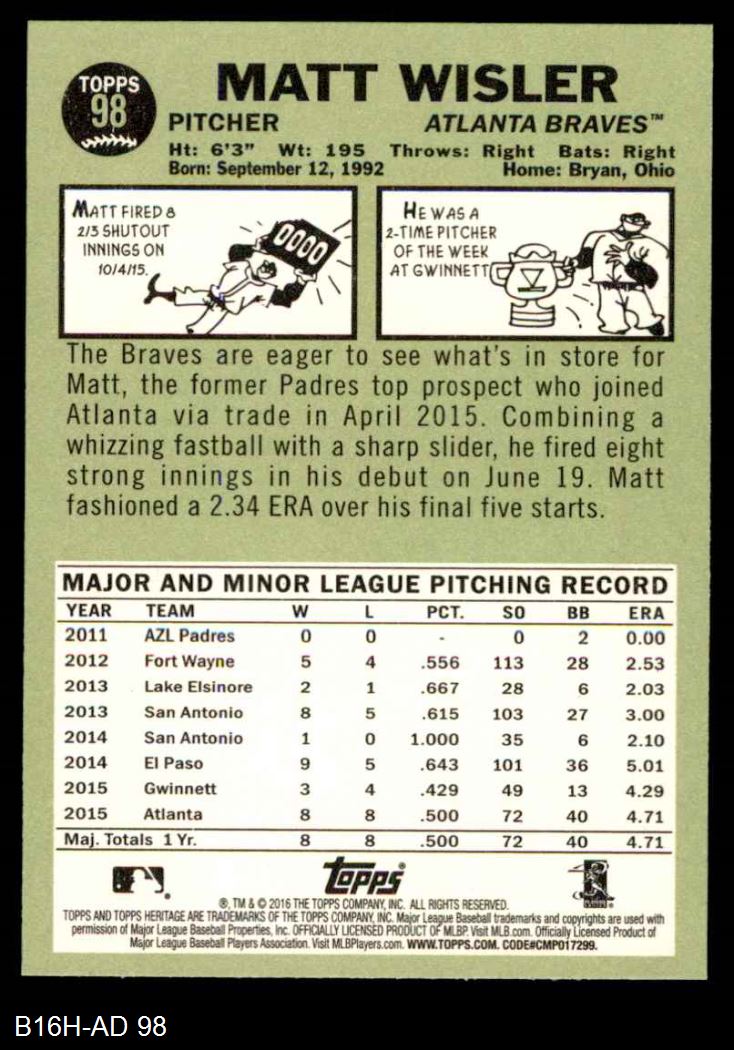 TOPPS
98
MATT WISLER
PITCHER
ATLANTA BRAVES™
Ht: 6'3" Wt: 195 Throws: Right Bats: Right
Born: September 12, 1992 Home: Bryan, Ohio
MATT FIRED 8
2/3 SHUTOUT
INNINGS ON
10/4/15.
0000
HE WAS A
2-TIME PITCHER
OF THE WEEK
AT GWINNETT
The Braves are eager to see what's in store for
Matt, the former Padres top prospect who joined
Atlanta via trade in April 2015. Combining a
whizzing fastball with a sharp slider, he fired eight
strong innings in his debut on June 19. Matt
fashioned a 2.34 ERA over his final five starts.
MAJOR AND MINOR LEAGUE PITCHING RECORD
YEAR TEAM W L PCT. SO BB ERA
2011 AZL Padres 0 0 - 0 2 0.00
2012 Fort Wayne 5 4 .556 113 28 2.53
2013 Lake Elsinore 2 1 .667 28 6 2.03
2013 San Antonio 8 5 .615 103 27 3.00
2014 San Antonio 1 0 1.000 35 6 2.10
2014 El Paso 9 5 .643 101 36 5.01
2015 Gwinnett 3 4 .429 49 13 4.29
2015 Atlanta 8 8 .500 72 40 4.71
Maj. Totals 1 Yr. 8 8 .500 72 40 4.71
Topps®
®, TM & © 2016 THE TOPPS COMPANY, INC. ALL RIGHTS RESERVED.
TOPPS AND TOPPS HERITAGE ARE TRADEMARKS OF THE TOPPS COMPANY, INC. Major League Baseball trademarks and copyrights are used with
permission of Major League Baseball Properties, Inc. OFFICIALLY LICENSED PRODUCT OF MLBP. Visit MLB.com. Officially Licensed Product of
Major League Baseball Players Association. Visit MLBPlayers.com. WWW.TOPPS.COM. CODE#CMP017299.
B16H-AD 98